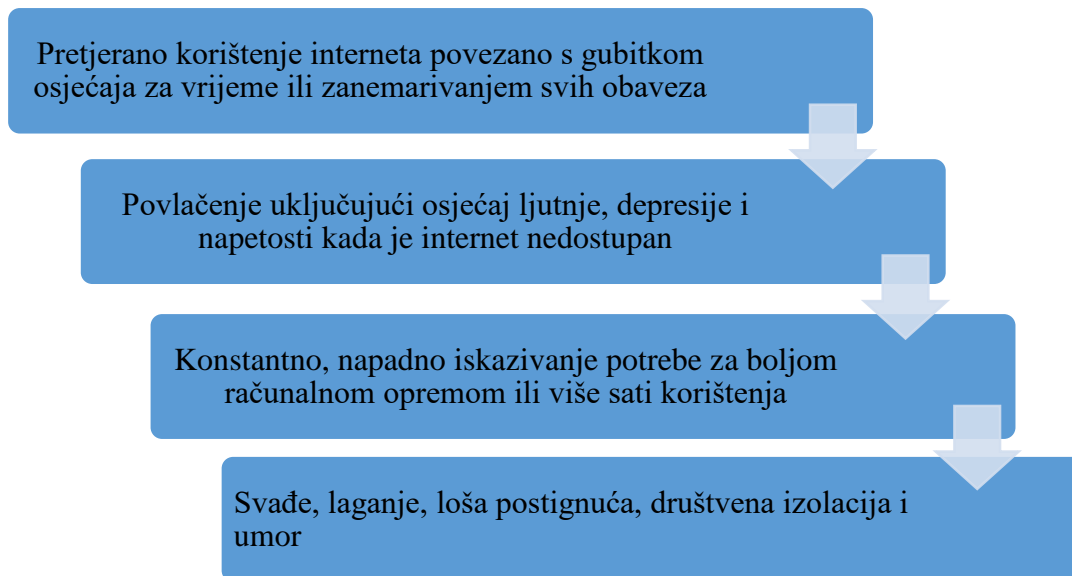 Pretjerano korištenje interneta povezano s gubitkom
osjećaja za vrijeme ili zanemarivanjem svih obaveza
Povlačenje uključujući osjećaj ljutnje, depresije i
napetosti kada je internet nedostupan
Konstantno, napadno iskazivanje potrebe za boljom
računalnom opremom ili više sati korištenja
Svađe, laganje, loša postignuća, društvena izolacija i
umor